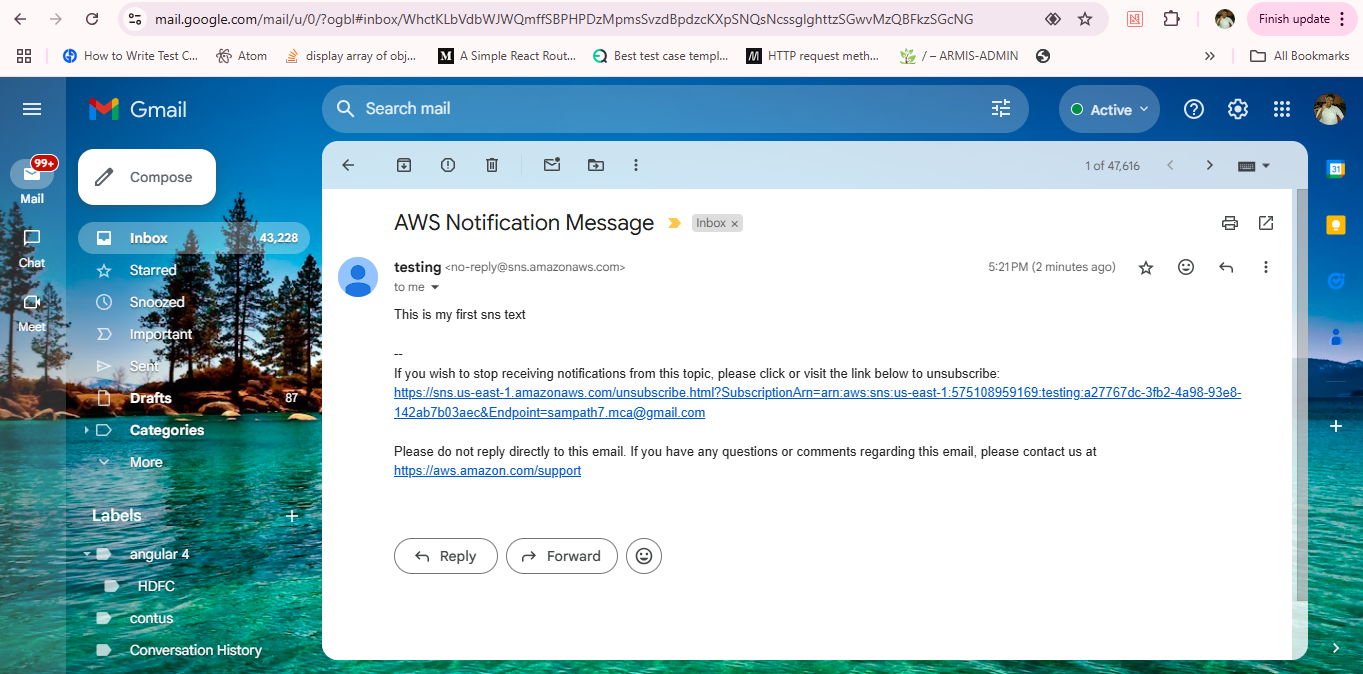 mail.google.com/mail/u/0/?ogbl#inbox/WhctKLbVdbWJWQmffSBPHPDzMpmsSvzdBpdzcKXpSNQsNcssglghttzSGwvMzQBFkzSGcNG
Finish update
How to Write Test C...
Atom
display array of obj...
A Simple React Rout...
Best test case templ...
HTTP request meth...
/ – ARMIS-ADMIN
All Bookmarks
Gmail
Search mail
Active
99+
Mail
Chat
Meet
Compose
Inbox 43,228
Starred
Snoozed
Important
Sent
Drafts 87
Categories
More
Labels
angular 4
HDFC
contus
Conversation History
1 of 47,616
AWS Notification Message Inbox ×
testing <no-reply@sns.amazonaws.com> 5:21 PM (2 minutes ago)
to me
This is my first sns text
--
If you wish to stop receiving notifications from this topic, please click or visit the link below to unsubscribe:
https://sns.us-east-1.amazonaws.com/unsubscribe.html?SubscriptionArn=arn:aws:sns:us-east-1:575108959169:testing:a27767dc-3fb2-4a98-93e8-
142ab7b03aec&Endpoint=sampath7.mca@gmail.com
Please do not reply directly to this email. If you have any questions or comments regarding this email, please contact us at
https://aws.amazon.com/support
Reply
Forward
31